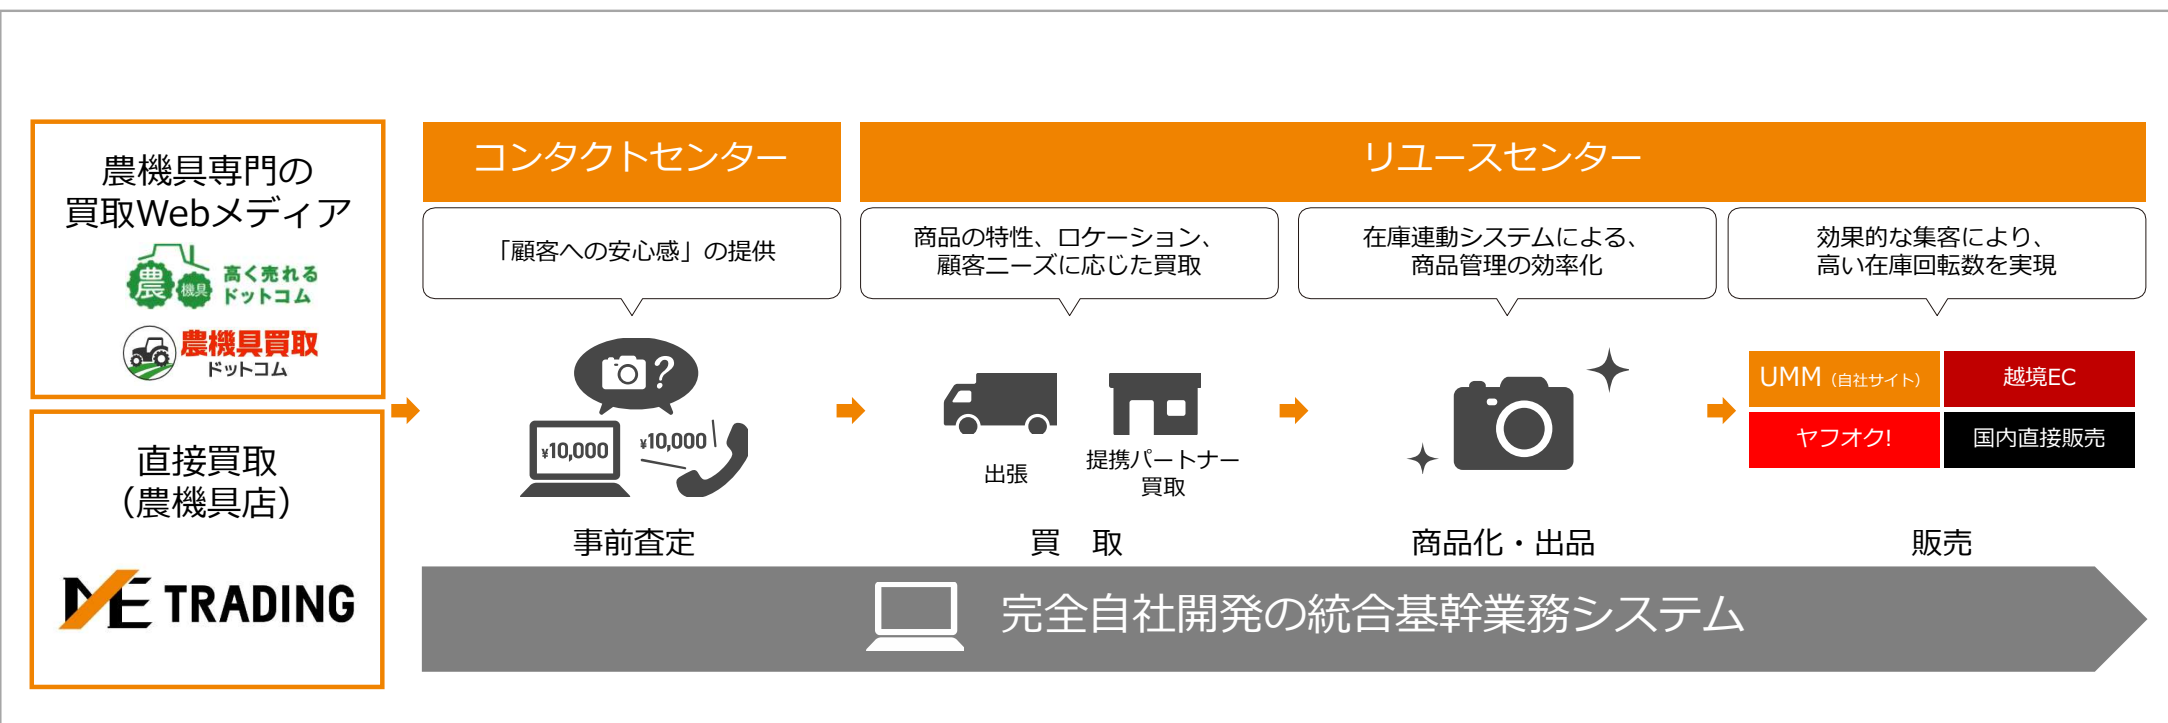 農機具専門の
買取Webメディア
農機具
高く売れる
ドットコム
農機具買取
ドットコム
直接買取
（農機具店）
ME TRADING
コンタクトセンター
「顧客への安心感」の提供
?
¥10,000
¥10,000
事前査定
リユースセンター
商品の特性、ロケーション、
顧客ニーズに応じた買取
出張
提携パートナー
買取
買　取
在庫連動システムによる、
商品管理の効率化
商品化・出品
効果的な集客により、
高い在庫回転数を実現
UMM（自社サイト）
越境EC
ヤフオク!
国内直接販売
販売
完全自社開発の統合基幹業務システム